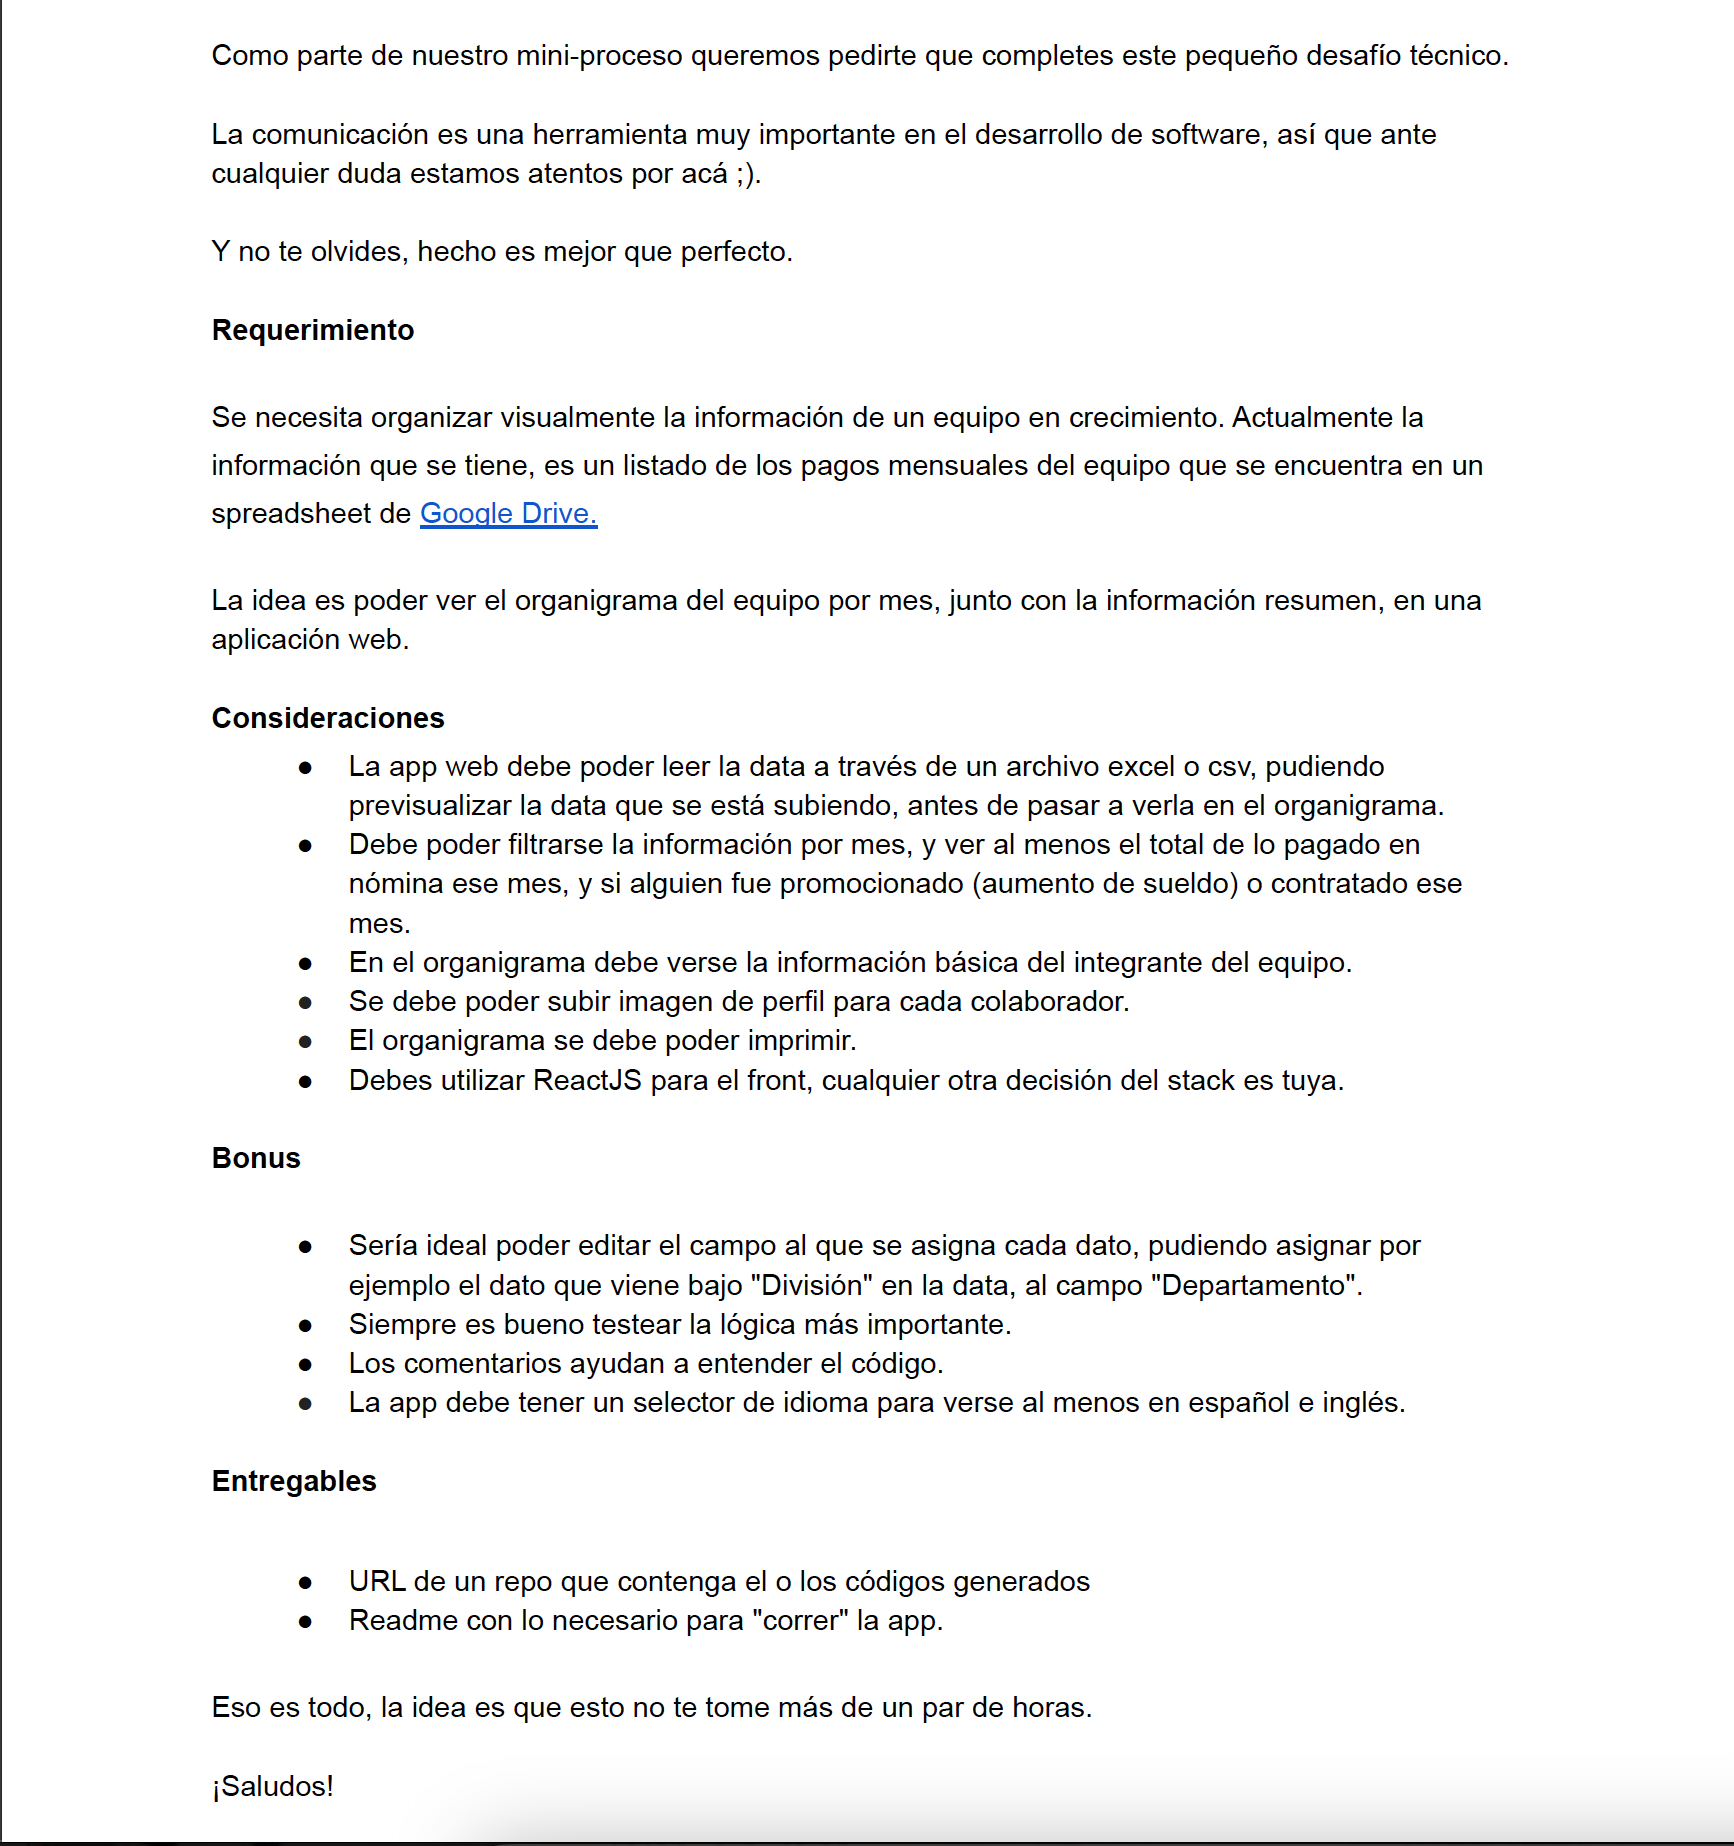 Como parte de nuestro mini-proceso queremos pedirte que completes este pequeño desafío técnico.
La comunicación es una herramienta muy importante en el desarrollo de software, así que ante
cualquier duda estamos atentos por acá ;).
Y no te olvides, hecho es mejor que perfecto.
Requerimiento
Se necesita organizar visualmente la información de un equipo en crecimiento. Actualmente la
información que se tiene, es un listado de los pagos mensuales del equipo que se encuentra en un
spreadsheet de Google Drive.
La idea es poder ver el organigrama del equipo por mes, junto con la información resumen, en una
aplicación web.
Consideraciones
● La app web debe poder leer la data a través de un archivo excel o csv, pudiendo
previsualizar la data que se está subiendo, antes de pasar a verla en el organigrama.
● Debe poder filtrarse la información por mes, y ver al menos el total de lo pagado en
nómina ese mes, y si alguien fue promocionado (aumento de sueldo) o contratado ese
mes.
● En el organigrama debe verse la información básica del integrante del equipo.
● Se debe poder subir imagen de perfil para cada colaborador.
● El organigrama se debe poder imprimir.
● Debes utilizar ReactJS para el front, cualquier otra decisión del stack es tuya.
Bonus
● Sería ideal poder editar el campo al que se asigna cada dato, pudiendo asignar por
ejemplo el dato que viene bajo "División" en la data, al campo "Departamento".
● Siempre es bueno testear la lógica más importante.
● Los comentarios ayudan a entender el código.
● La app debe tener un selector de idioma para verse al menos en español e inglés.
Entregables
● URL de un repo que contenga el o los códigos generados
● Readme con lo necesario para "correr" la app.
Eso es todo, la idea es que esto no te tome más de un par de horas.
¡Saludos!